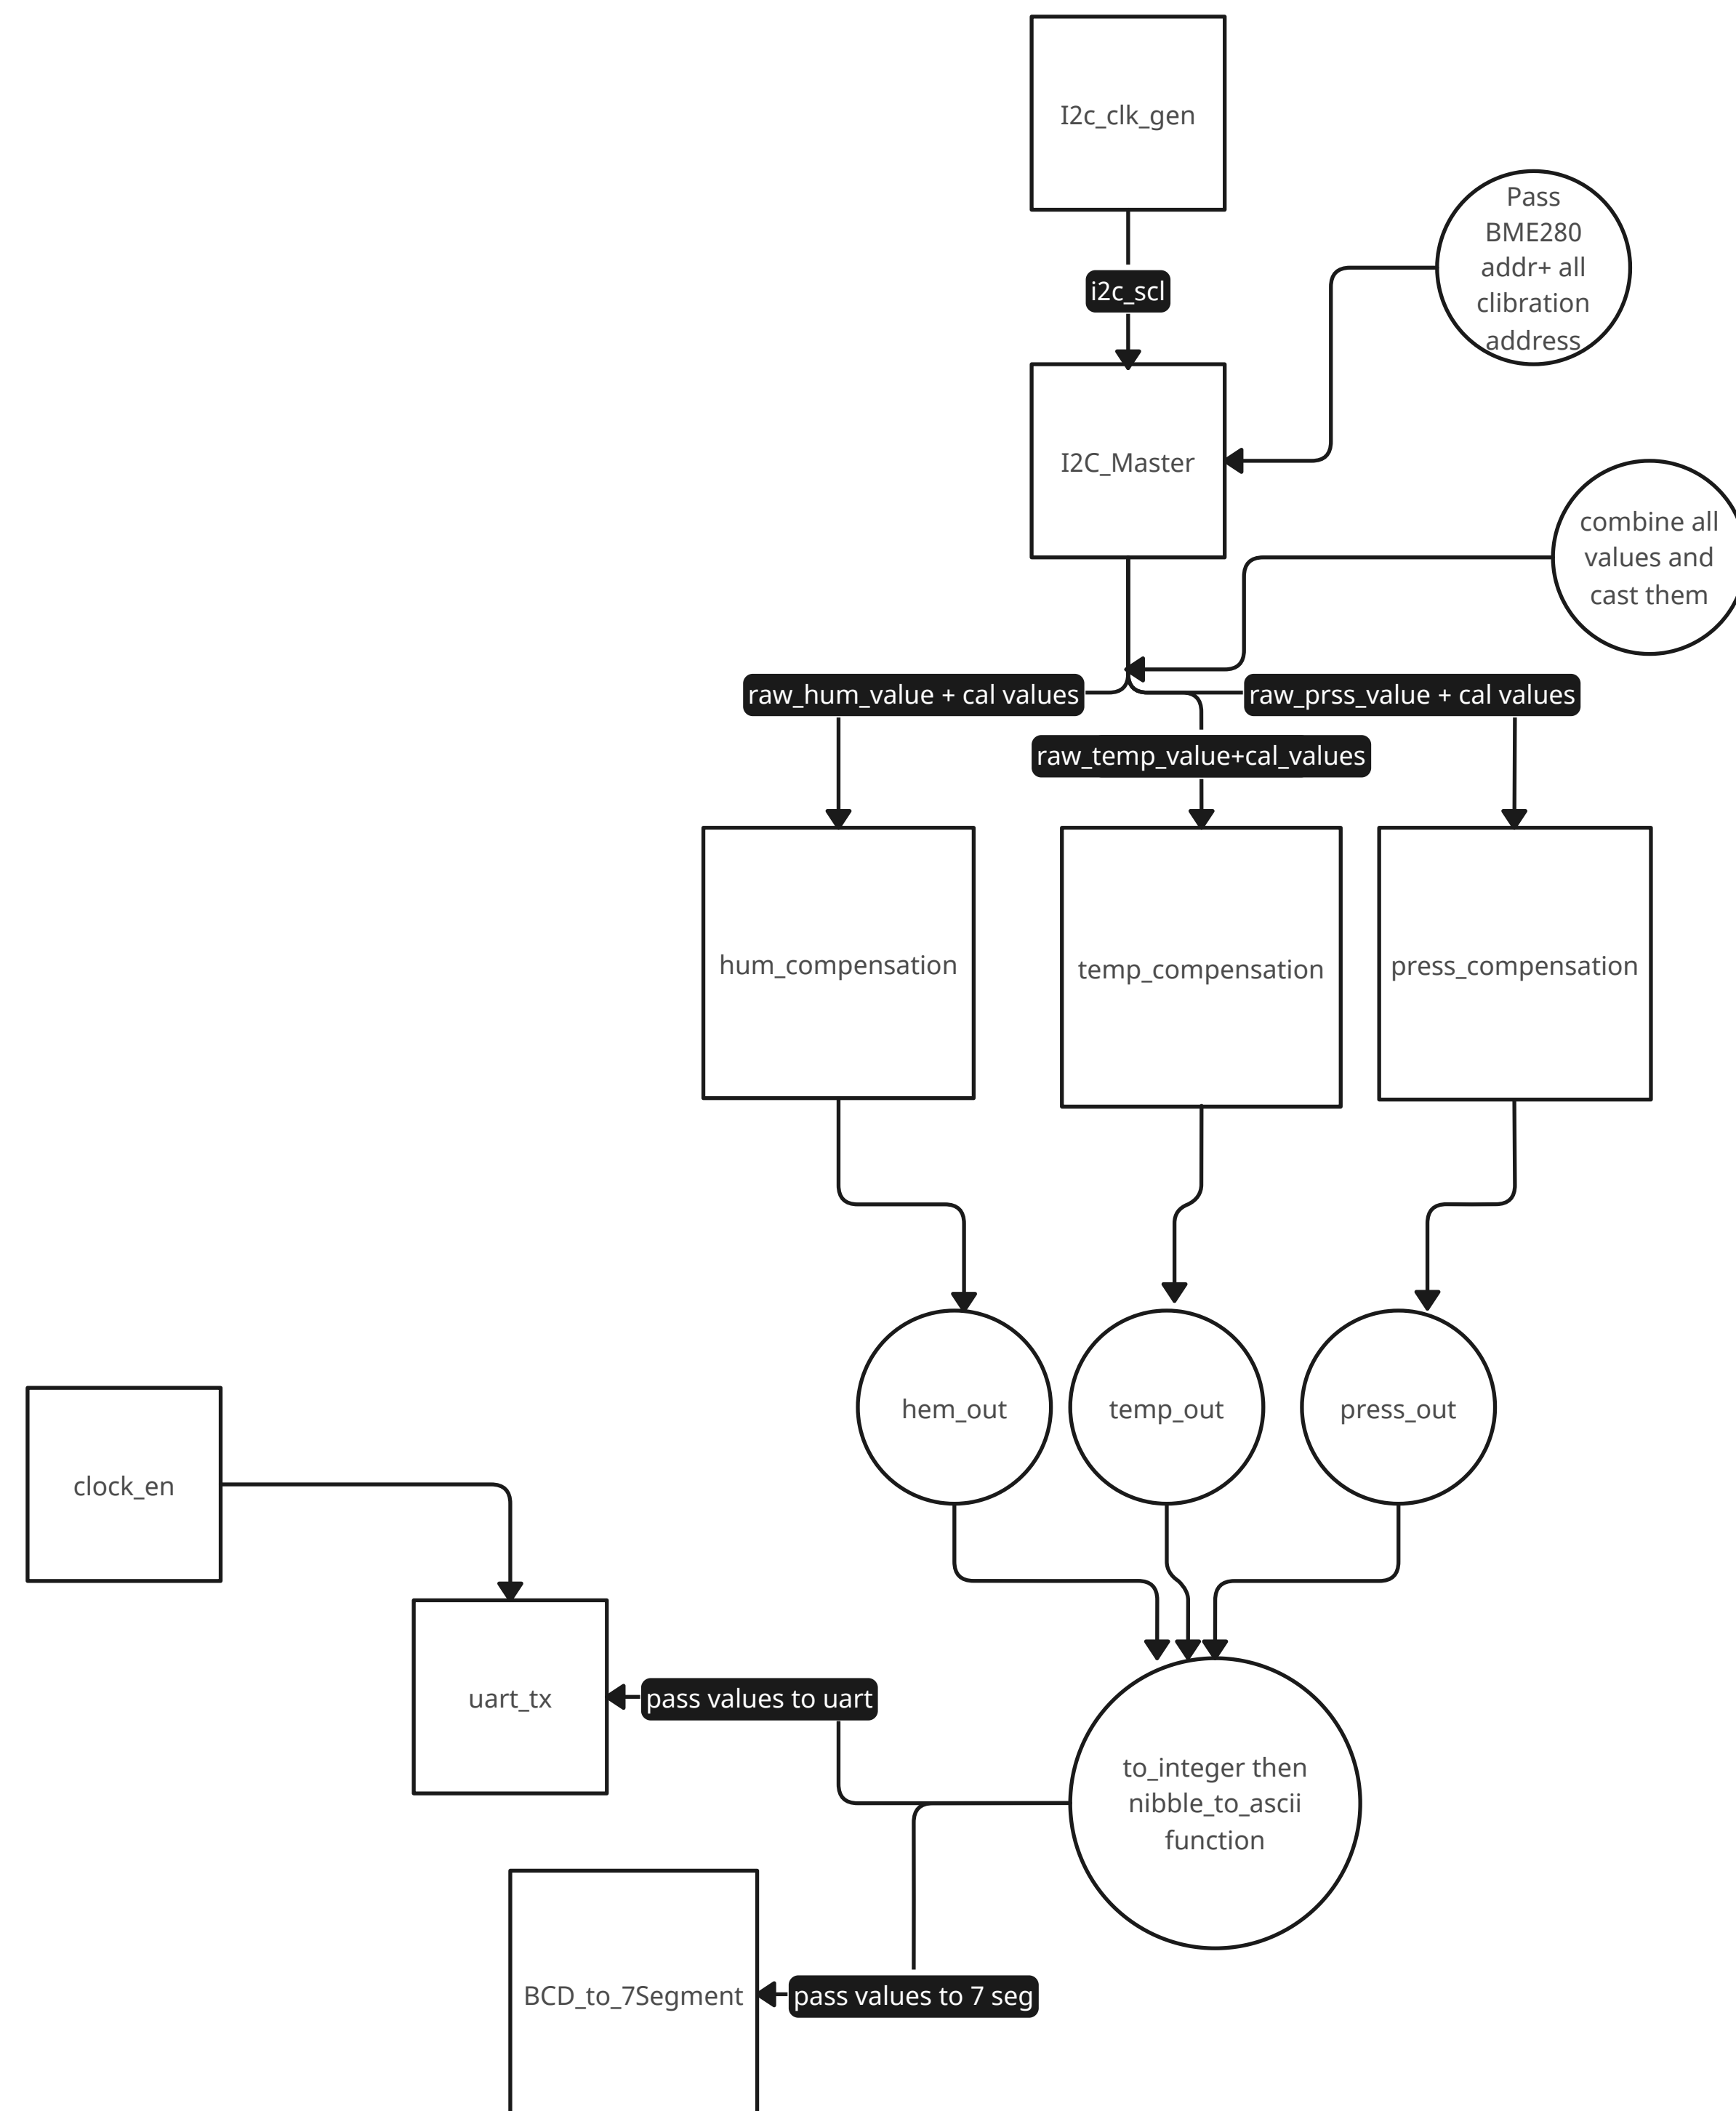 I2c_clk_gen
Pass
BME280
addr+ all
clibration
address
i2c_scl
I2C_Master
combine all
values and
cast them
raw_hum_value + cal values
raw_prss_value + cal values
raw_temp_value+cal_values
hum_compensation
temp_compensation
press_compensation
hem_out
temp_out
press_out
clock_en
uart_tx
pass values to uart
to_integer then
nibble_to_ascii
function
BCD_to_7Segment
pass values to 7 seg